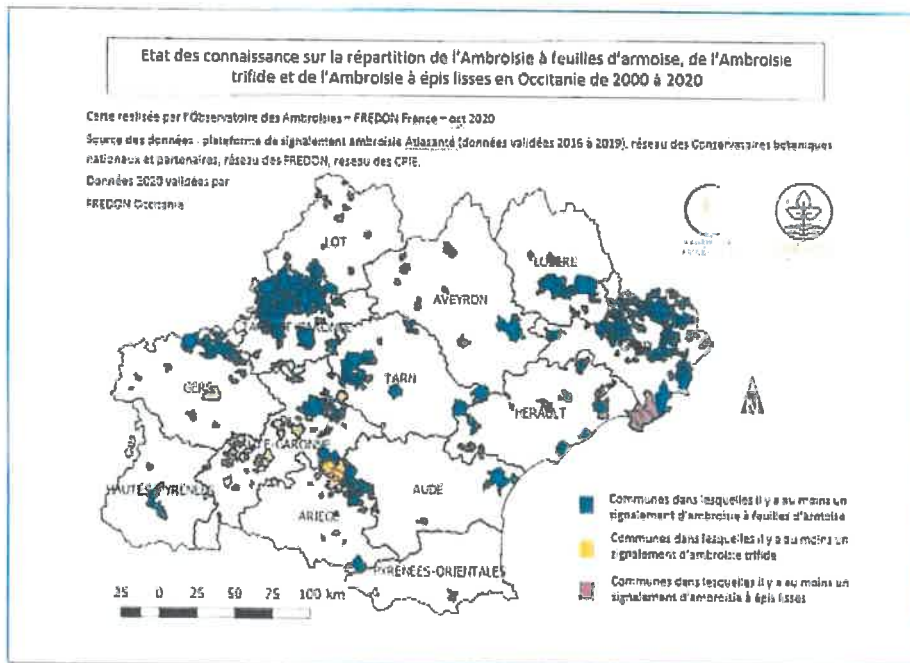 Etat des connaissance sur la répartition de l'Ambroisie à feuilles d'armoise, de l'Ambroisie
trifide et de l'Ambroisie à épis lisses en Occitanie de 2000 à 2020
Carte realisée par l'Observatoire des Ambroisies – FREDON France – oct 2020
Source des données - plateforme de signalement ambroisie Atlasanté (données validées 2016 à 2019), réseau des Conservatoires botaniques
nationaux et partenaires, réseau des FREDON, reseau des CPIE.
Données 2020 validées par
FREDON Occitanie
LOT
LOZERE
AVEYRON
GERS
TARN
HERAULT
HAUTE-GARONNE
HAUTES-PYRENEES
AUDE
ARIEGE
PYRENEES-ORIENTALES
Communes dans lesquelles il y a au moins un
signalement d'ambroisie à feuilles d'armoise
Communes dans lesquelles il y a au moins un
signalement d'ambroisie trifide
Communes dans lesquelles il y a au moins un
signalement d'ambroisie à épis lisses
25 0 25 50 75 100 km